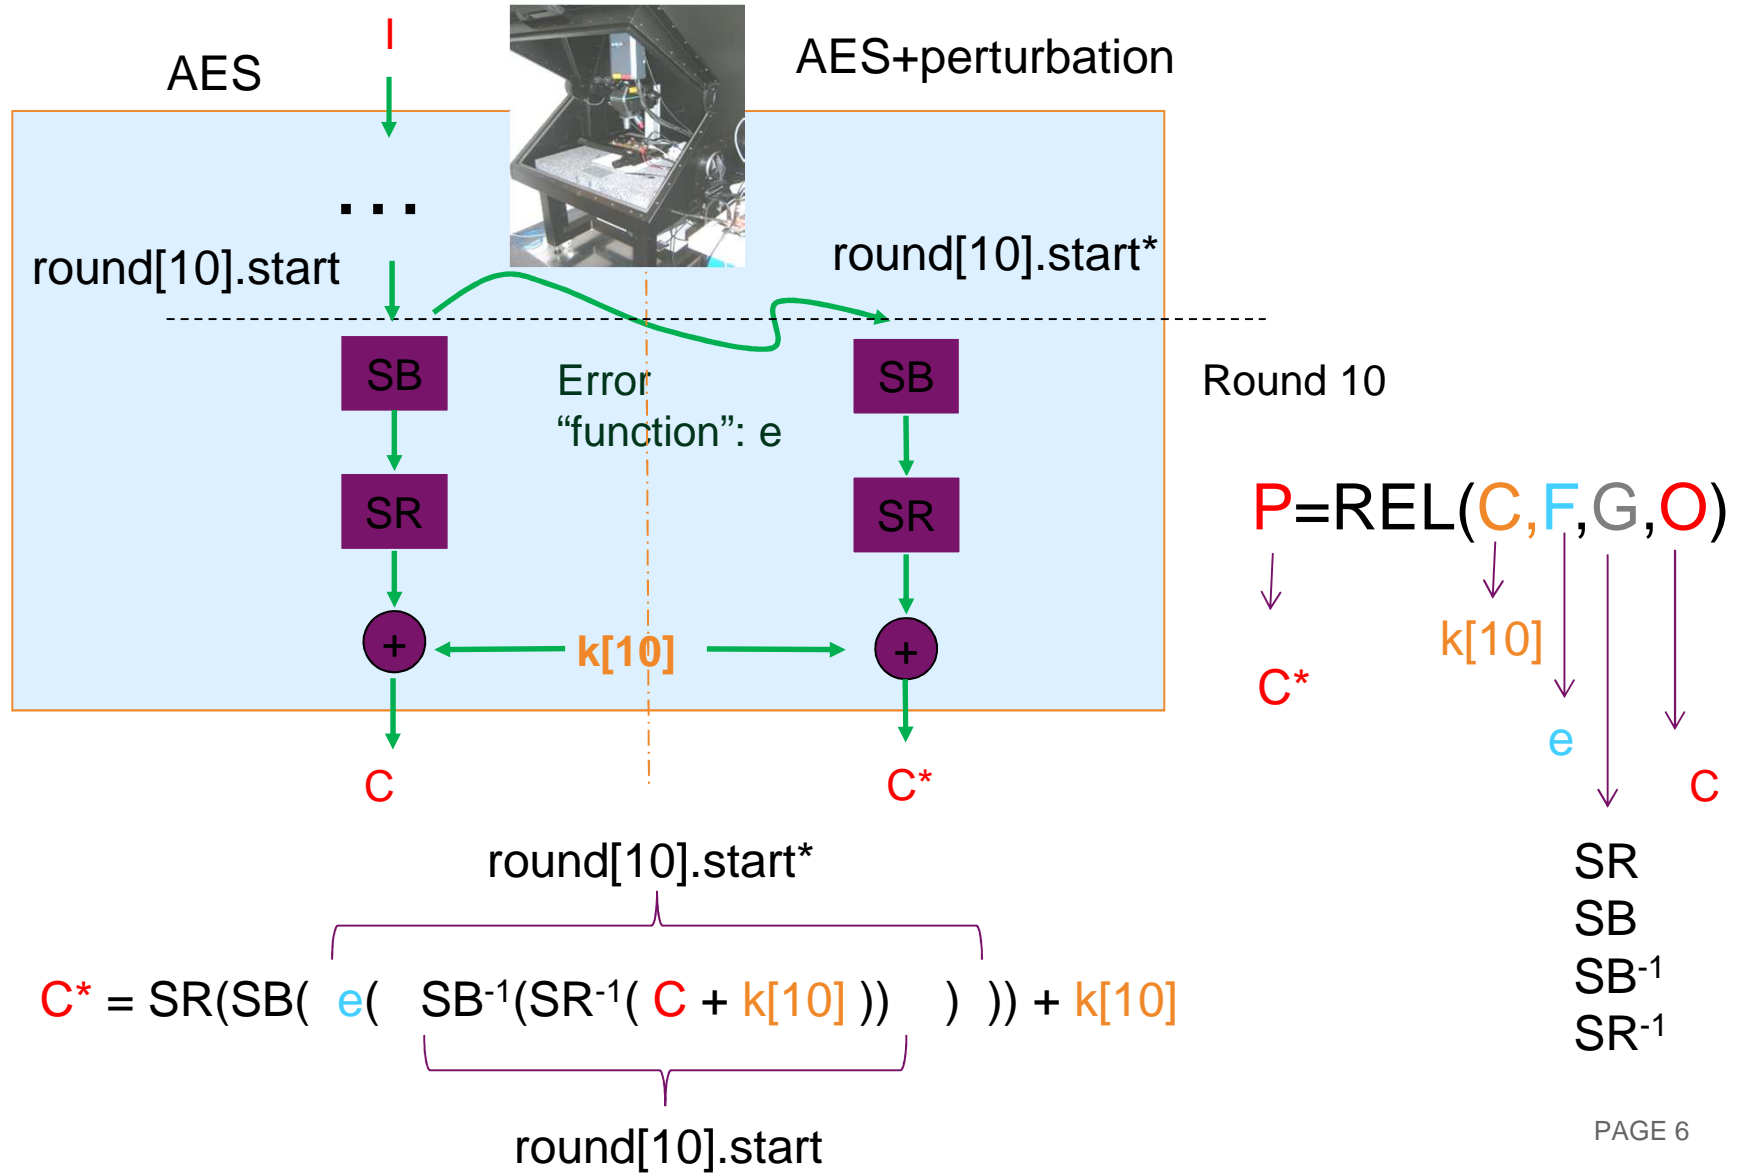 I
AES
AES+perturbation
...
round[10].start
round[10].start*
SB
SB
Error
“function”: e
Round 10
SR
SR
P=REL(C,F,G,O)
+
k[10]
+
k[10]
C*
e
C
C
C*
SR
SB
SB-1
SR-1
round[10].start*
C* = SR(SB( e( SB-1(SR-1( C + k[10] )) ) )) + k[10]
round[10].start
PAGE 6